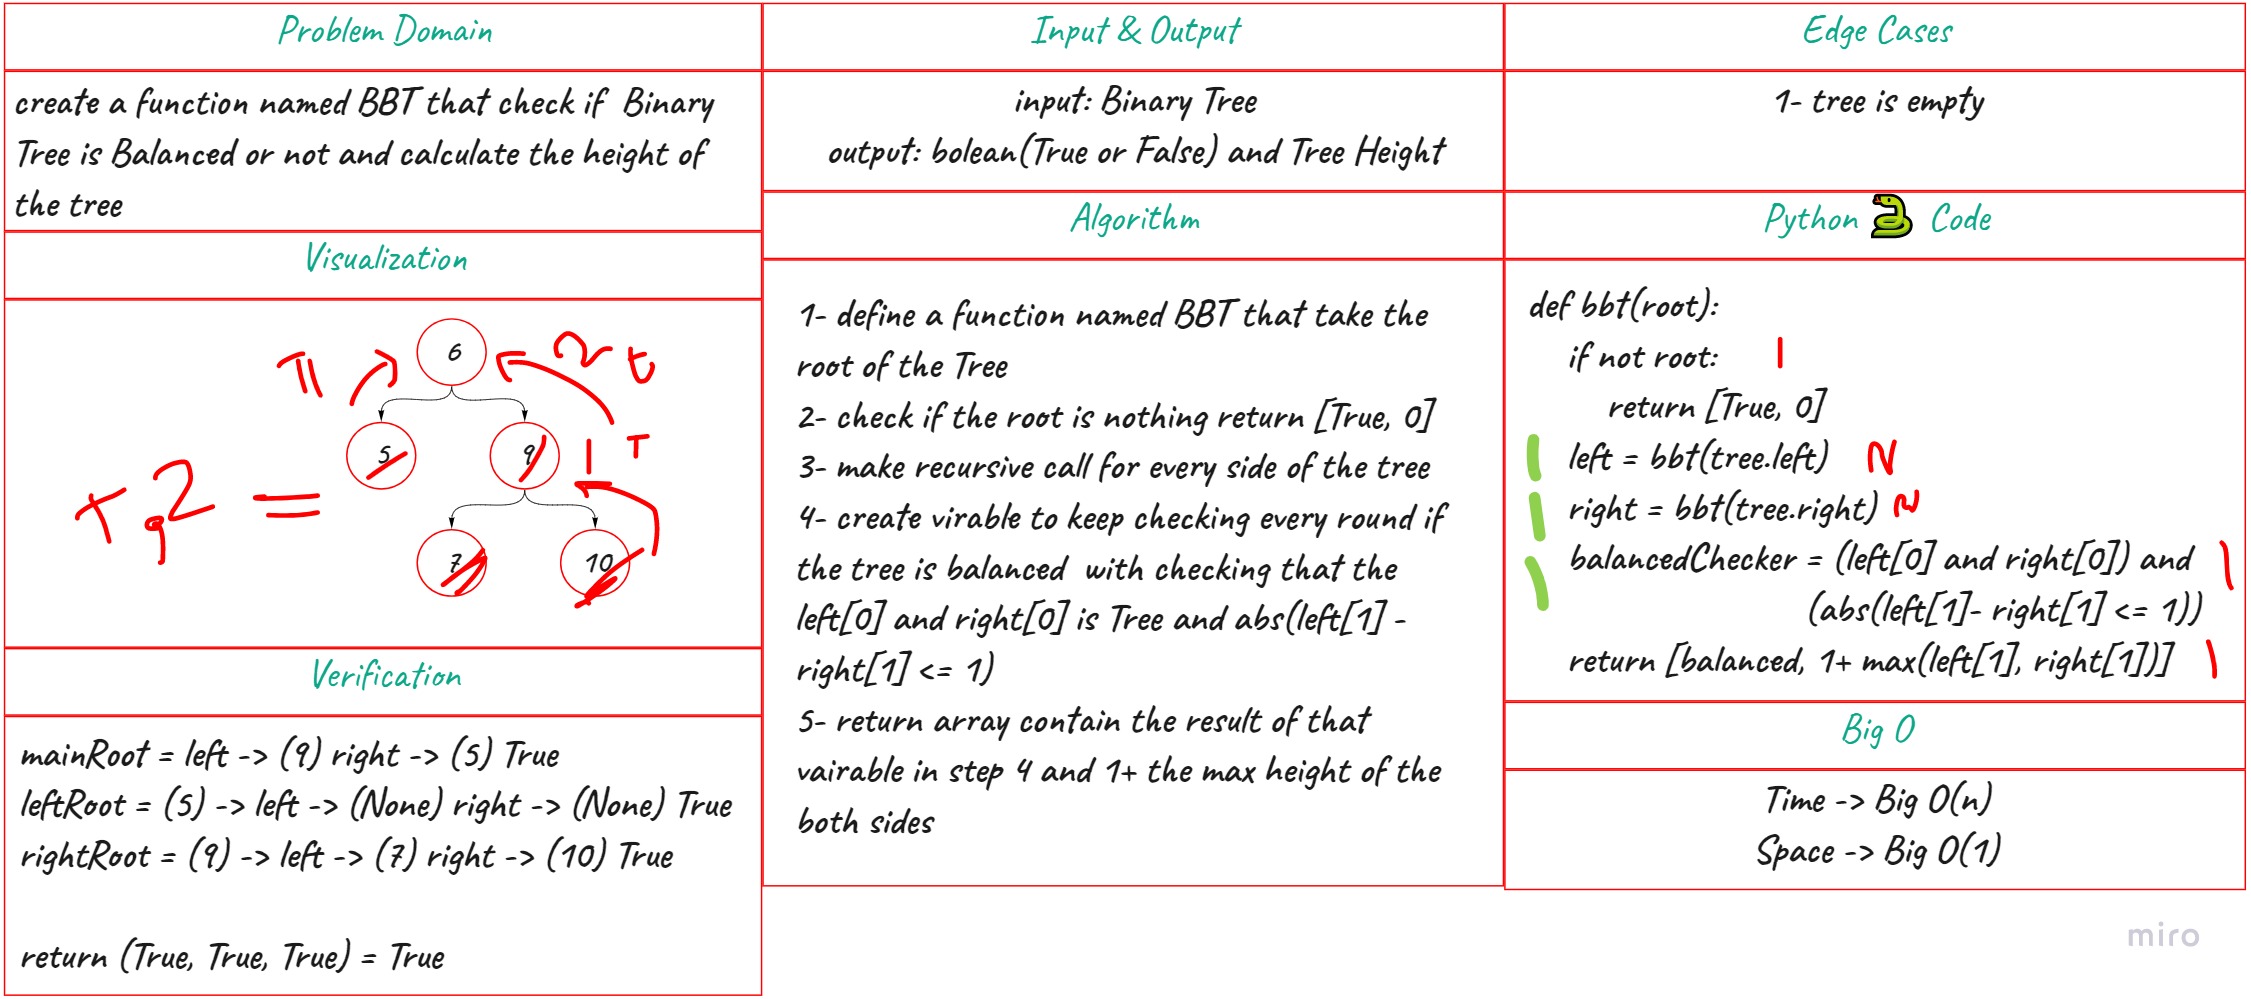 Problem Domain
create a function named BBT that check if Binary
Tree is Balanced or not and calculate the height of
the tree
Visualization
6
T 1
2 t
5
9
1 T
T , 2 =
7
10
Verification
mainRoot = left -> (9) right -> (5) True
leftRoot = (5) -> left -> (None) right -> (None) True
rightRoot = (9) -> left -> (7) right -> (10) True
return (True, True, True) = True
Input & Output
input: Binary Tree
output: bolean(True or False) and Tree Height
Algorithm
1- define a function named BBT that take the
root of the Tree
2- check if the root is nothing return [True, 0]
3- make recursive call for every side of the tree
4- create virable to keep checking every round if
the tree is balanced with checking that the
left[0] and right[0] is Tree and abs(left[1] -
right[1] <= 1)
5- return array contain the result of that
vairable in step 4 and 1+ the max height of the
both sides
Edge Cases
1- tree is empty
Python Code
def bbt(root):
if not root: 1
return [True, 0]
left = bbt(tree.left) N
right = bbt(tree.right) N
balancedChecker = (left[0] and right[0]) and 1
(abs(left[1]- right[1] <= 1))
return [balanced, 1+ max(left[1], right[1])] 1
Big O
Time -> Big O(n)
Space -> Big O(1)
miro